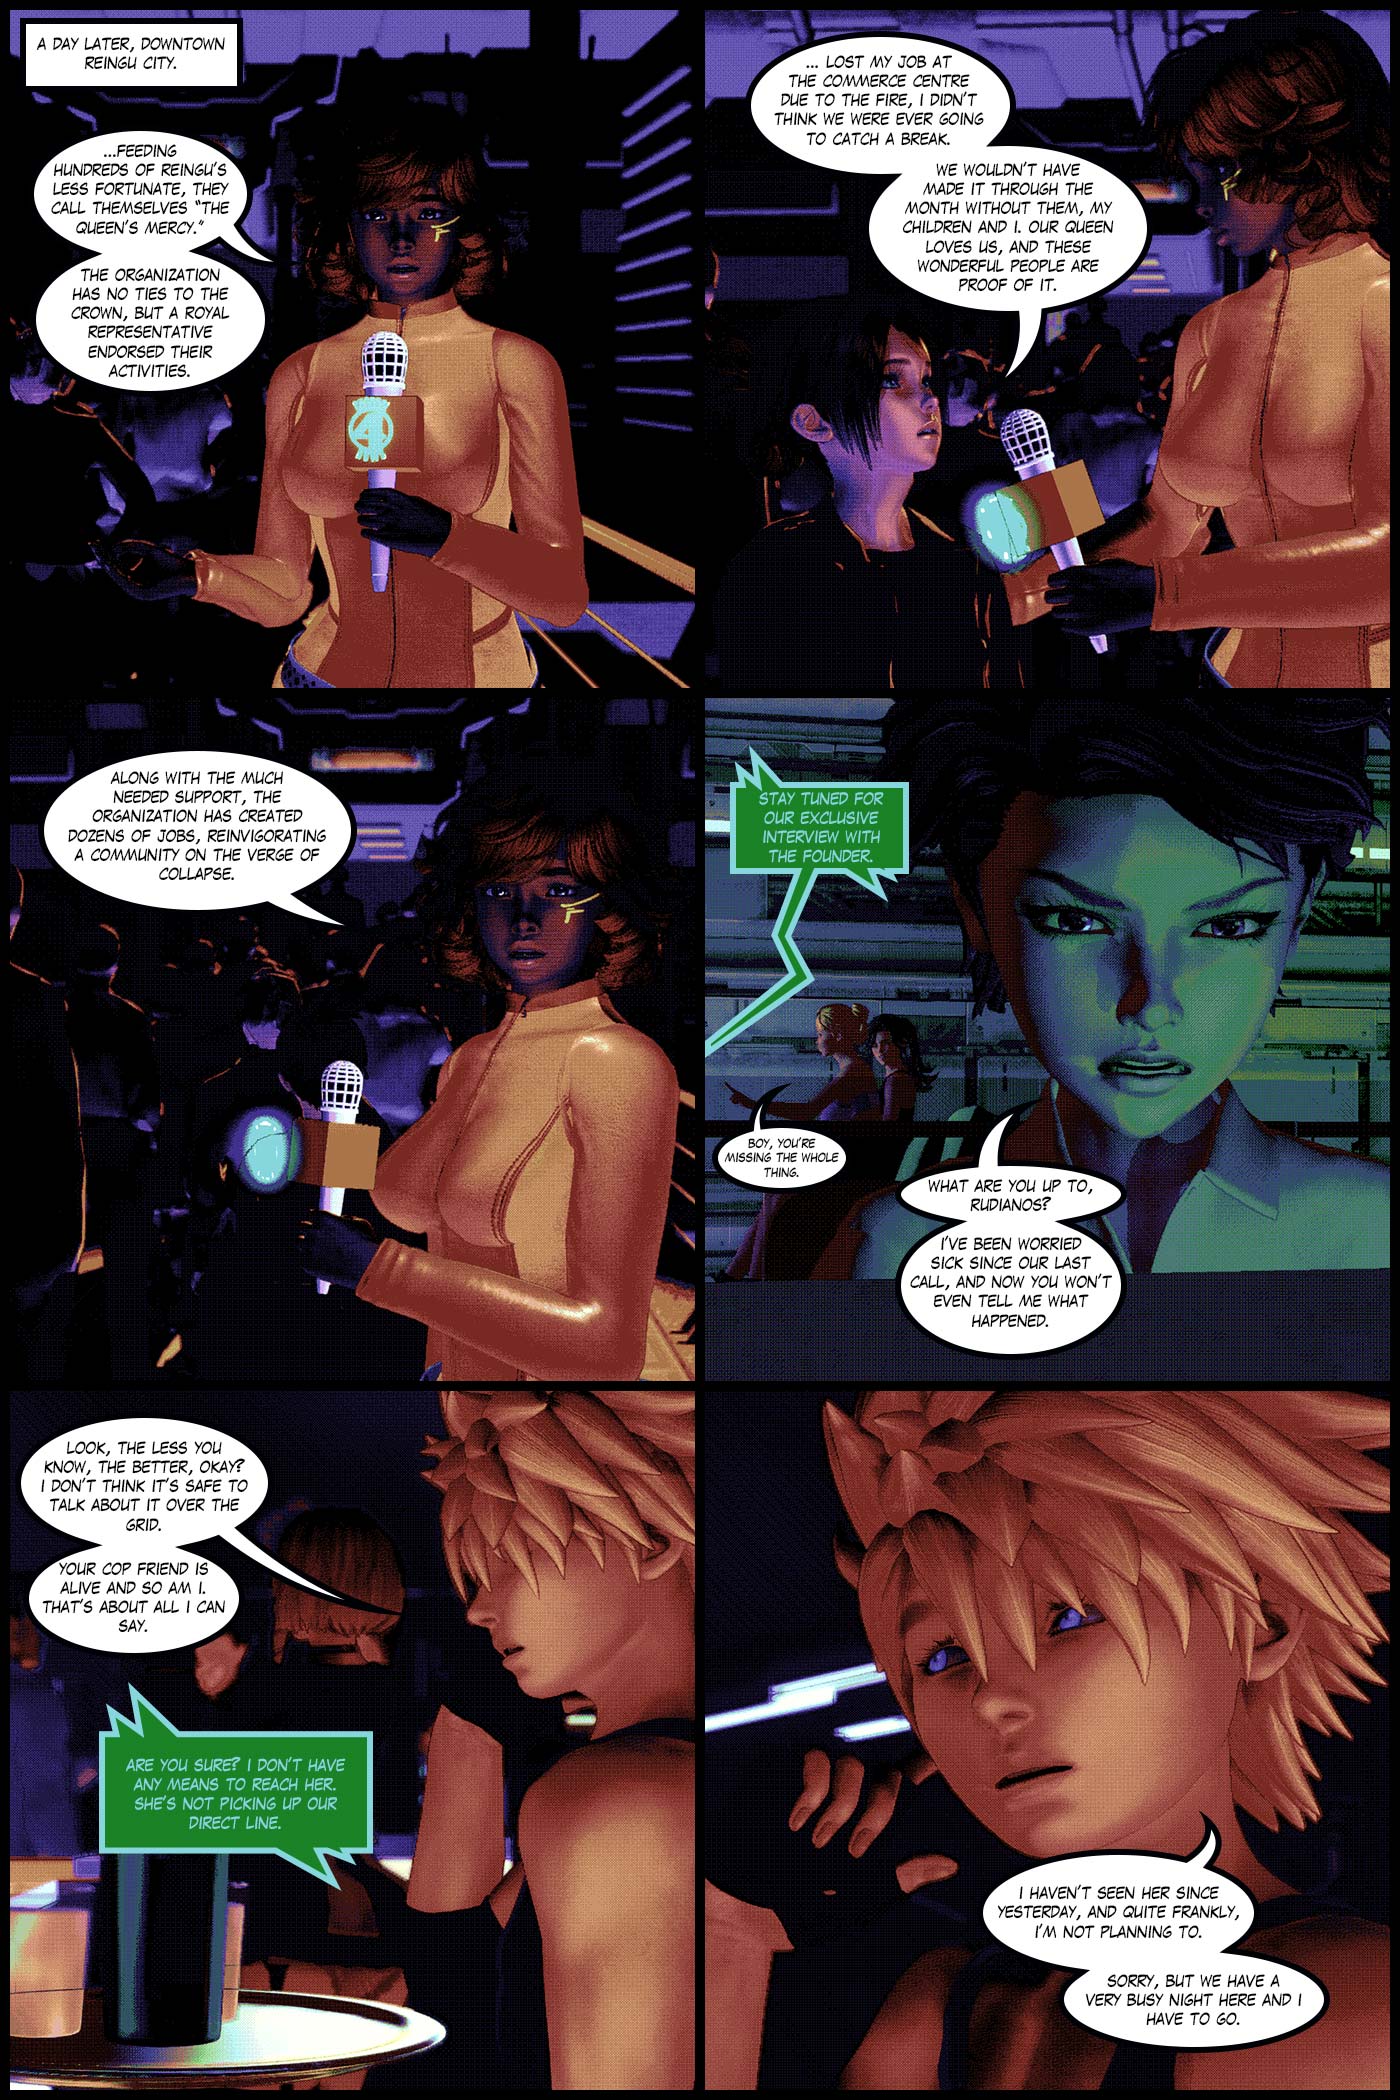 A DAY LATER, DOWNTOWN
REINGU CITY.
...FEEDING
HUNDREDS OF REINGU'S
LESS FORTUNATE, THEY
CALL THEMSELVES "THE
QUEEN'S MERCY."
THE ORGANIZATION
HAS NO TIES TO THE
CROWN, BUT A ROYAL
REPRESENTATIVE
ENDORSED THEIR
ACTIVITIES.
4
... LOST MY JOB AT
THE COMMERCE CENTRE
DUE TO THE FIRE, I DIDN'T
THINK WE WERE EVER GOING
TO CATCH A BREAK.
WE WOULDN'T HAVE
MADE IT THROUGH THE
MONTH WITHOUT THEM, MY
CHILDREN AND I. OUR QUEEN
LOVES US, AND THESE
WONDERFUL PEOPLE ARE
PROOF OF IT.
ALONG WITH THE MUCH
NEEDED SUPPORT, THE
ORGANIZATION HAS CREATED
DOZENS OF JOBS, REINVIGORATING
A COMMUNITY ON THE VERGE OF
COLLAPSE.
STAY TUNED FOR
OUR EXCLUSIVE
INTERVIEW WITH
THE FOUNDER.
BOY, YOU'RE
MISSING THE WHOLE
THING.
WHAT ARE YOU UP TO,
RUDIANOS?
I'VE BEEN WORRIED
SICK SINCE OUR LAST
CALL, AND NOW YOU WON'T
EVEN TELL ME WHAT
HAPPENED.
LOOK, THE LESS YOU
KNOW, THE BETTER, OKAY?
I DON'T THINK IT'S SAFE TO
TALK ABOUT IT OVER THE
GRID.
YOUR COP FRIEND IS
ALIVE AND SO AM I.
THAT'S ABOUT ALL I CAN
SAY.
ARE YOU SURE? I DON'T HAVE
ANY MEANS TO REACH HER.
SHE'S NOT PICKING UP OUR
DIRECT LINE.
I HAVEN'T SEEN HER SINCE
YESTERDAY, AND QUITE FRANKLY,
I'M NOT PLANNING TO.
SORRY, BUT WE HAVE A
VERY BUSY NIGHT HERE AND I
HAVE TO GO.